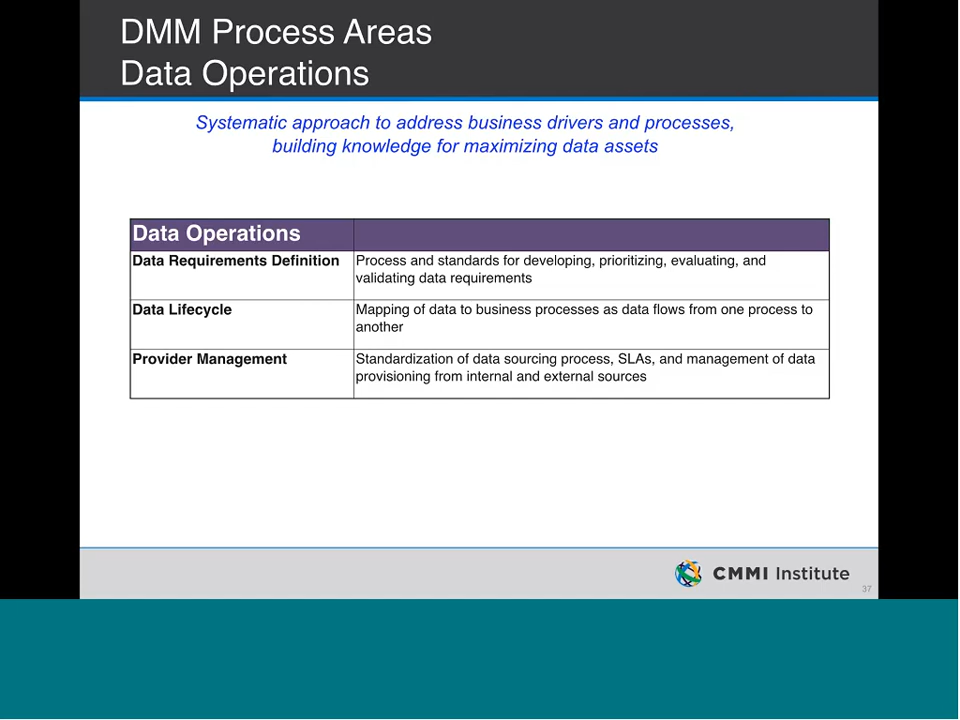 DMM Process Areas
Data Operations
Systematic approach to address business drivers and processes,
building knowledge for maximizing data assets
Data Operations
Data Requirements Definition
Process and standards for developing, prioritizing, evaluating, and
validating data requirements
Data Lifecycle
Mapping of data to business processes as data flows from one process to
another
Provider Management
Standardization of data sourcing process, SLAs, and management of data
provisioning from internal and external sources
CMMI Institute
37